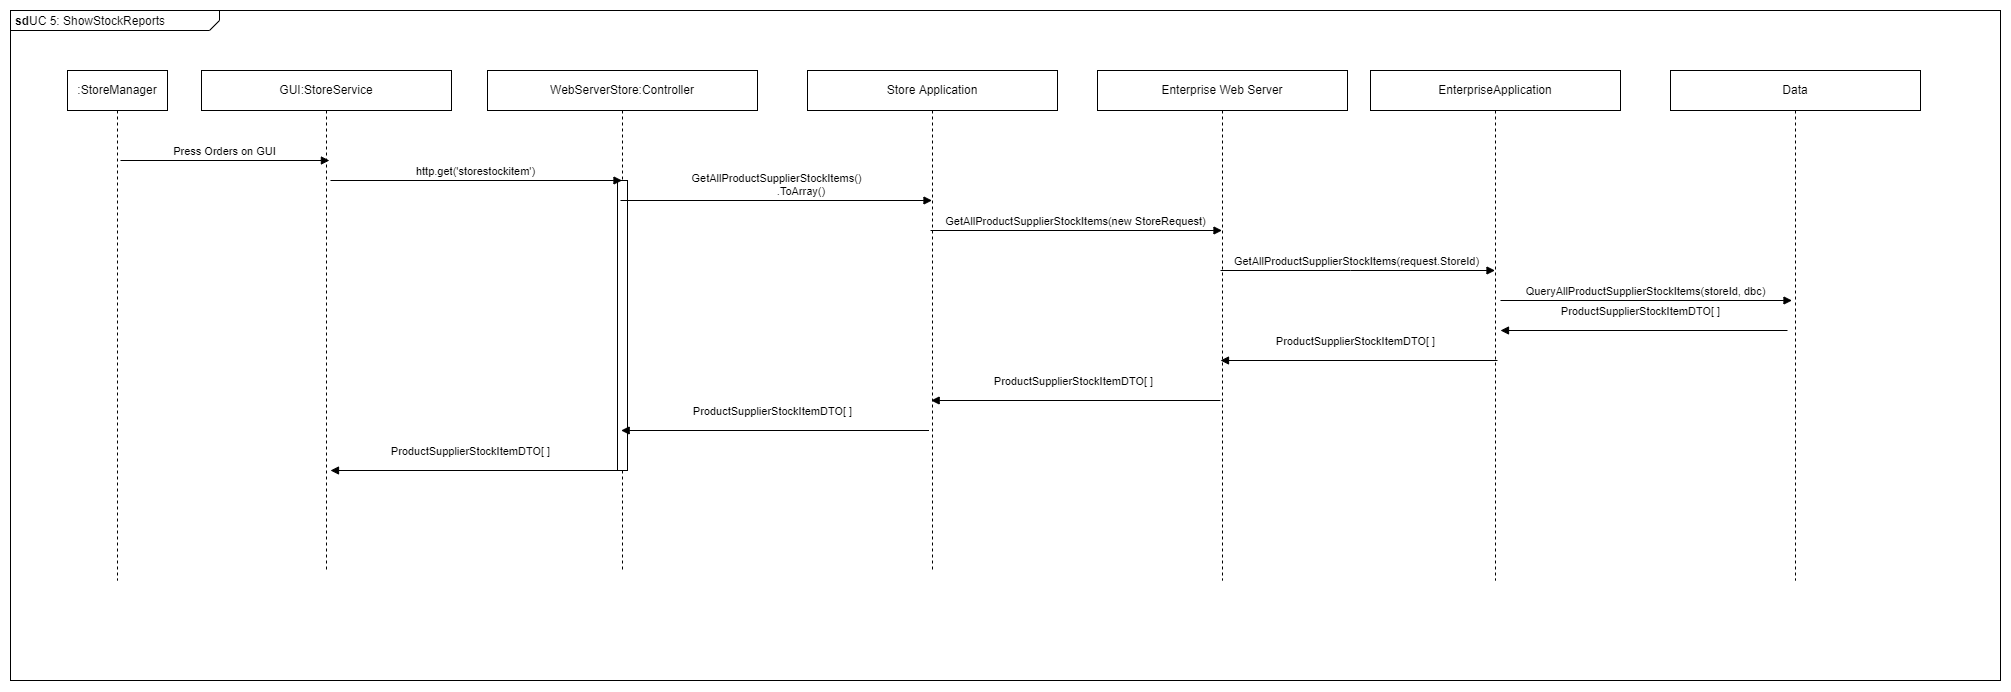 sdUC 5: ShowStockReports
:StoreManager
GUI:StoreService
WebServerStore:Controller
Store Application
Enterprise Web Server
EnterpriseApplication
Data
Press Orders on GUI
http.get('storestockitem')
GetAllProductSupplierStockItems()
.ToArray()
GetAllProductSupplierStockItems(new StoreRequest)
GetAllProductSupplierStockItems(request.StoreId)
QueryAllProductSupplierStockItems(storeId, dbc)
ProductSupplierStockItemDTO[ ]
ProductSupplierStockItemDTO[ ]
ProductSupplierStockItemDTO[ ]
ProductSupplierStockItemDTO[ ]
ProductSupplierStockItemDTO[ ]